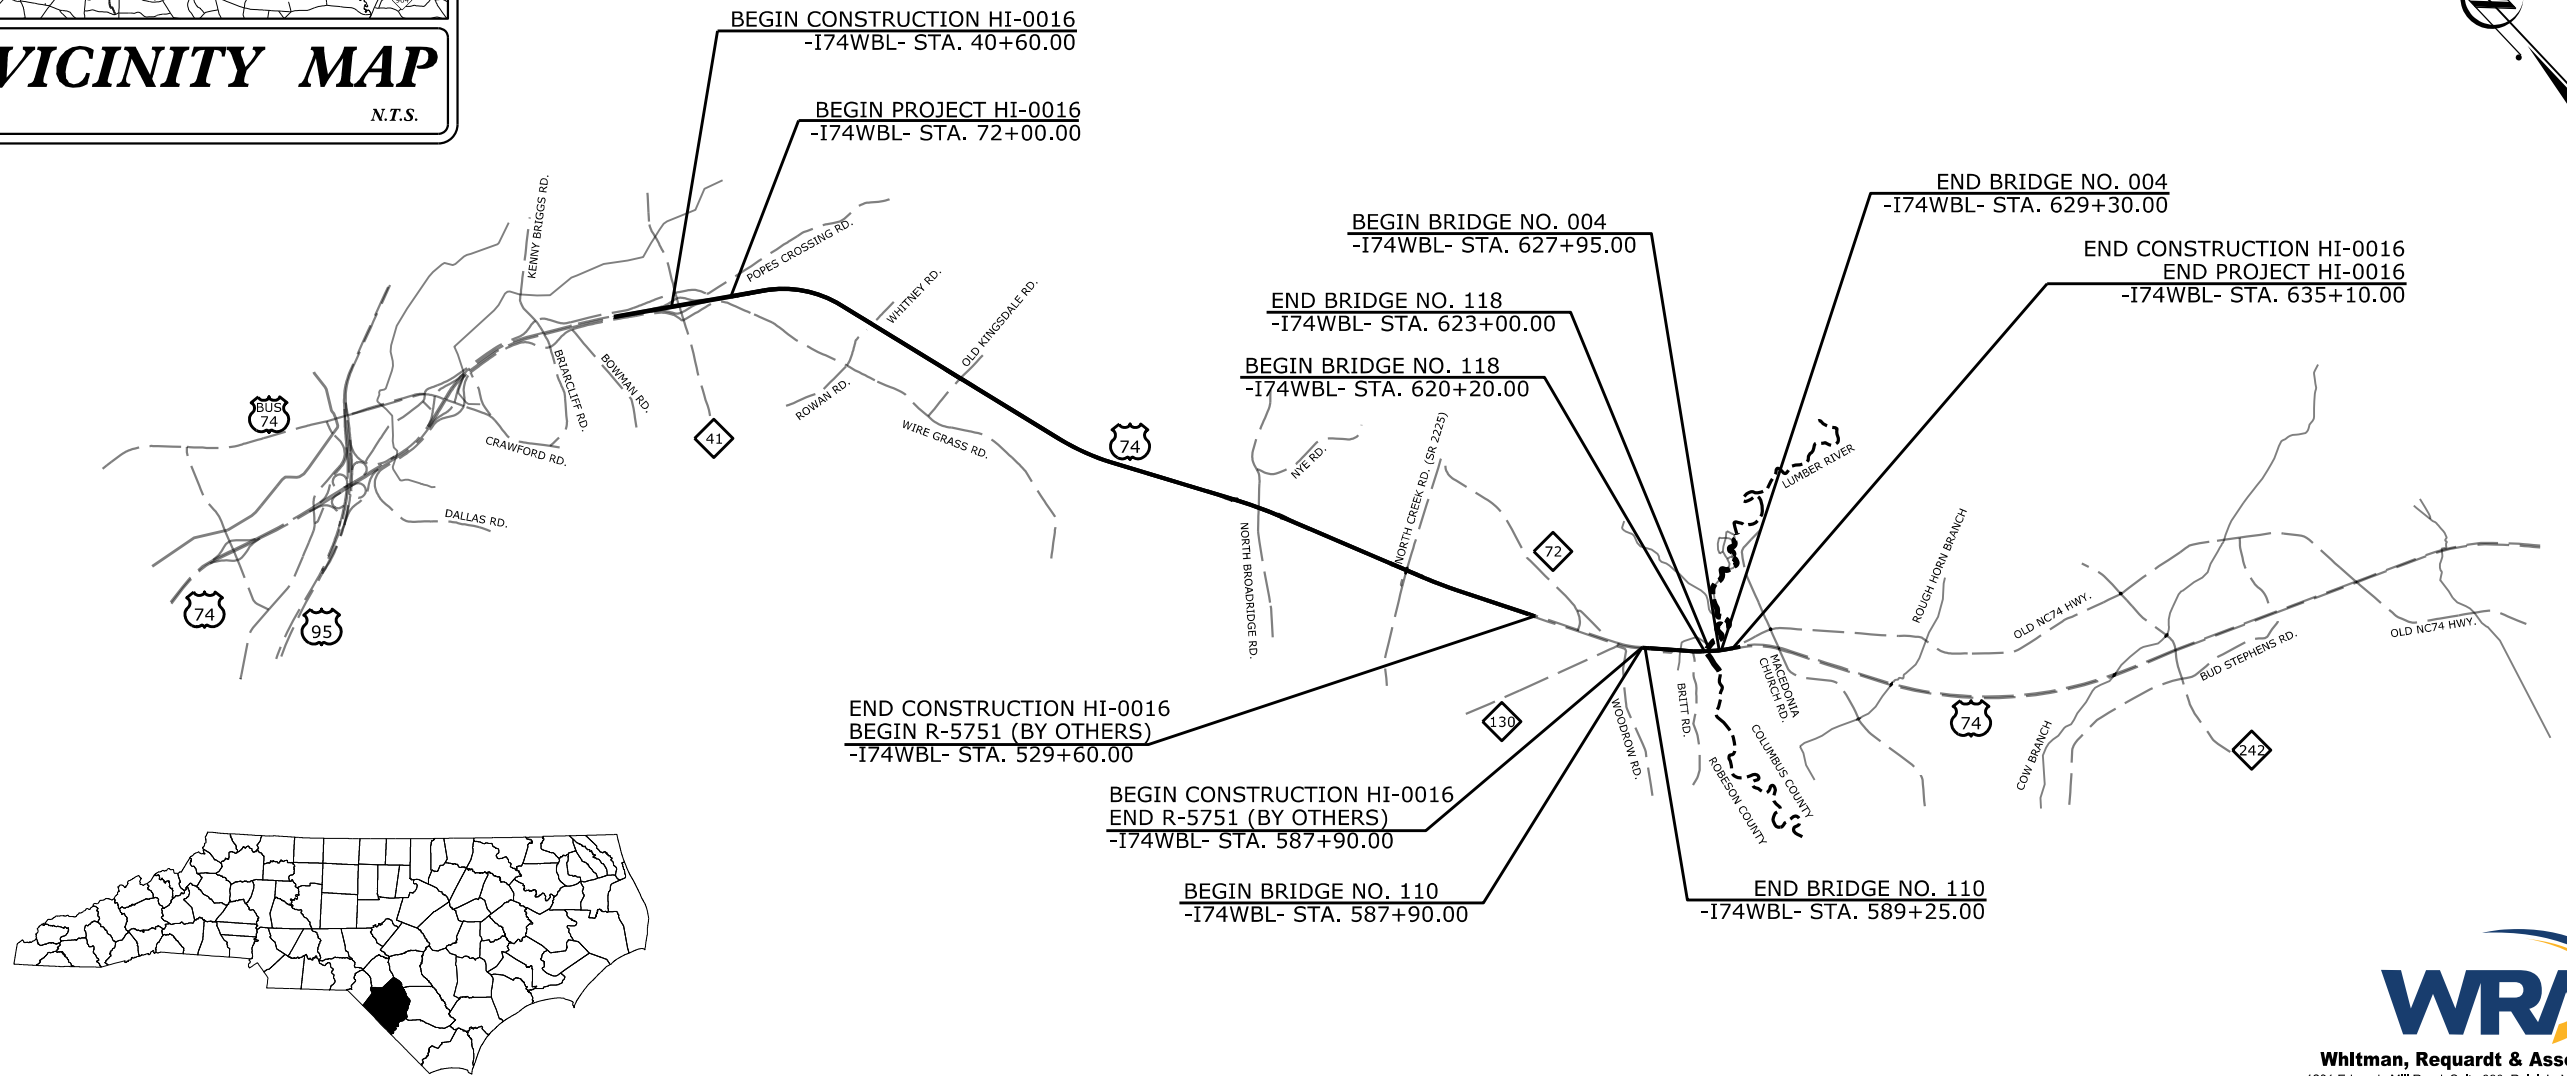 VICINITY MAP
N.T.S.
BEGIN CONSTRUCTION HI-0016
-I74WBL- STA. 40+60.00
BEGIN PROJECT HI-0016
-I74WBL- STA. 72+00.00
END BRIDGE NO. 004
-I74WBL- STA. 629+30.00
BEGIN BRIDGE NO. 004
-I74WBL- STA. 627+95.00
END CONSTRUCTION HI-0016
END PROJECT HI-0016
-I74WBL- STA. 635+10.00
END BRIDGE NO. 118
-I74WBL- STA. 623+00.00
BEGIN BRIDGE NO. 118
-I74WBL- STA. 620+20.00
KENNY BRIGGS RD.
POPES CROSSING RD.
WHITNEY RD.
OLD KINGSDALE RD.
BRIARCLIFF RD.
BOWMAN RD.
ROWAN RD.
WIRE GRASS RD.
BUS
74
CRAWFORD RD.
41
74
DALLAS RD.
74
95
NYE RD.
NORTH CREEK RD. (SR 2225)
NORTH BROADRIDGE RD.
72
LUMBER RIVER
ROUGH HORN BRANCH
OLD NC74 HWY.
OLD NC74 HWY.
BUD STEPHENS RD.
MACEDONIA
CHURCH RD.
BRITT RD.
WOODROW RD.
130
74
242
COW BRANCH
COLUMBUS COUNTY
ROBESON COUNTY
END CONSTRUCTION HI-0016
BEGIN R-5751 (BY OTHERS)
-I74WBL- STA. 529+60.00
BEGIN CONSTRUCTION HI-0016
END R-5751 (BY OTHERS)
-I74WBL- STA. 587+90.00
BEGIN BRIDGE NO. 110
-I74WBL- STA. 587+90.00
END BRIDGE NO. 110
-I74WBL- STA. 589+25.00
WRA
Whitman, Requardt &